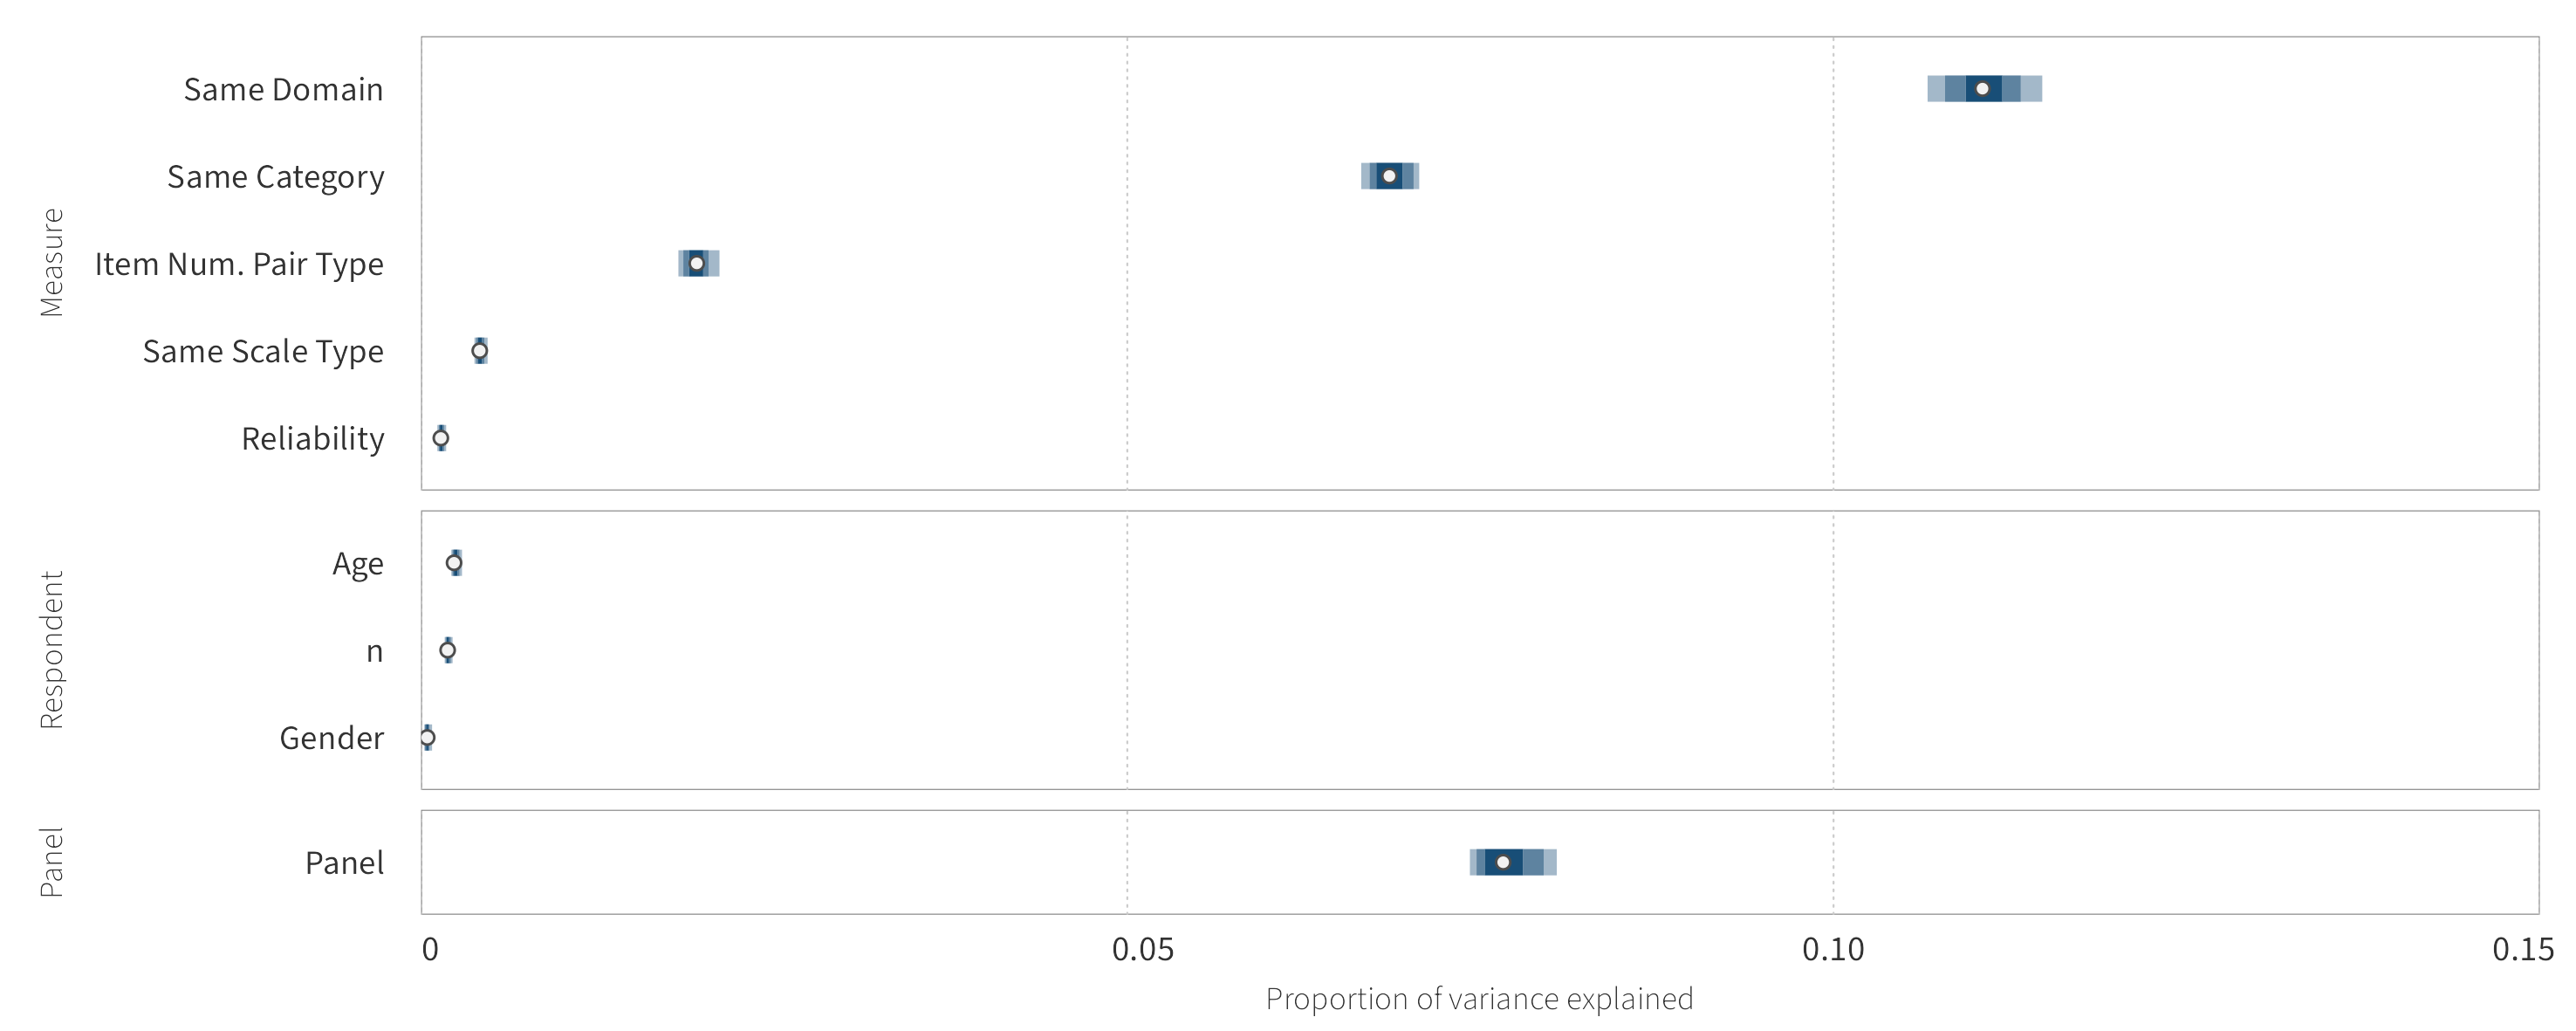 Measure
Same Domain
Same Category
Item Num. Pair Type
Same Scale Type
Reliability
Respondent
Age
n
Gender
Panel
Panel
0 0.05 0.10 0.15
Proportion of variance explained